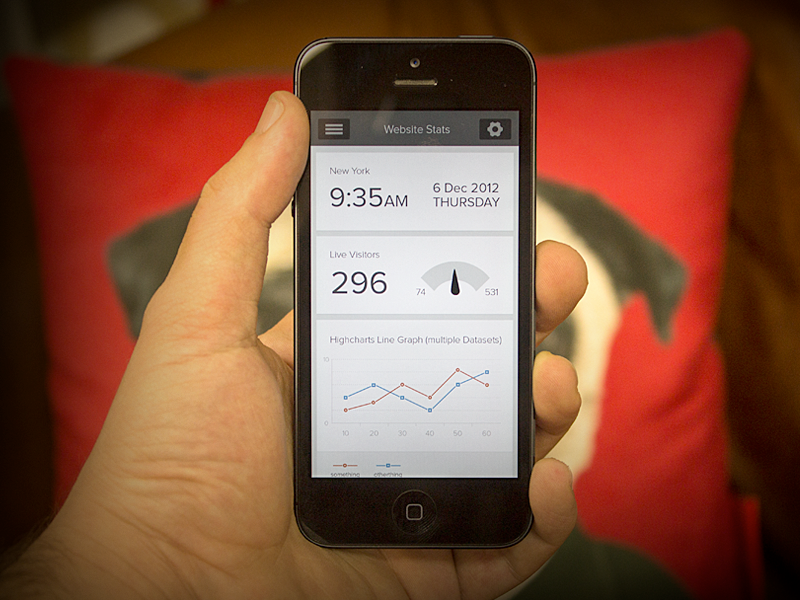 Website Stats
New York
9:35AM
6 Dec 2012
THURSDAY
Live Visitors
296
74
531
Highcharts Line Graph (multiple Datasets)
10
0
10 20 30 40 50 60
something otherthing